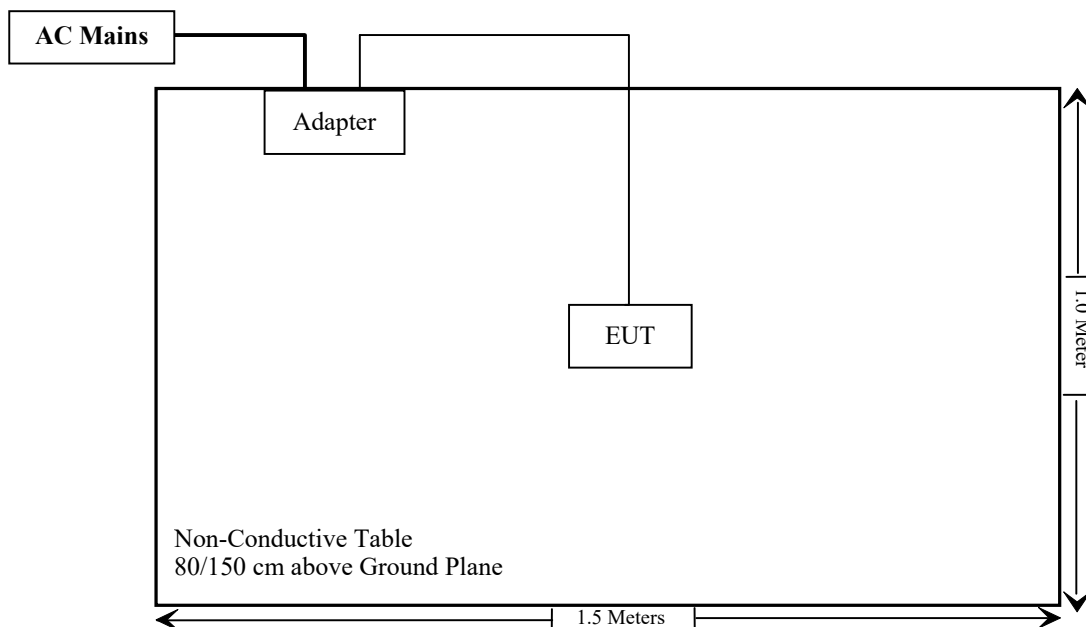 AC Mains
Adapter
EUT
1.0 Meter
Non-Conductive Table
80/150 cm above Ground Plane
1.5 Meters